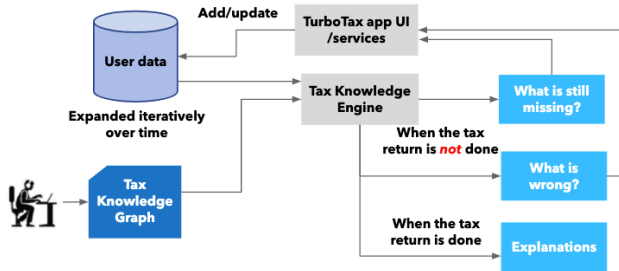 Add/update
TurboTax app UI
/services
User data
Tax Knowledge
Engine
What is still
missing?
Expanded iteratively
over time
When the tax
return is not done
What is
wrong?
Tax
Knowledge
Graph
When the tax
return is done
Explanations